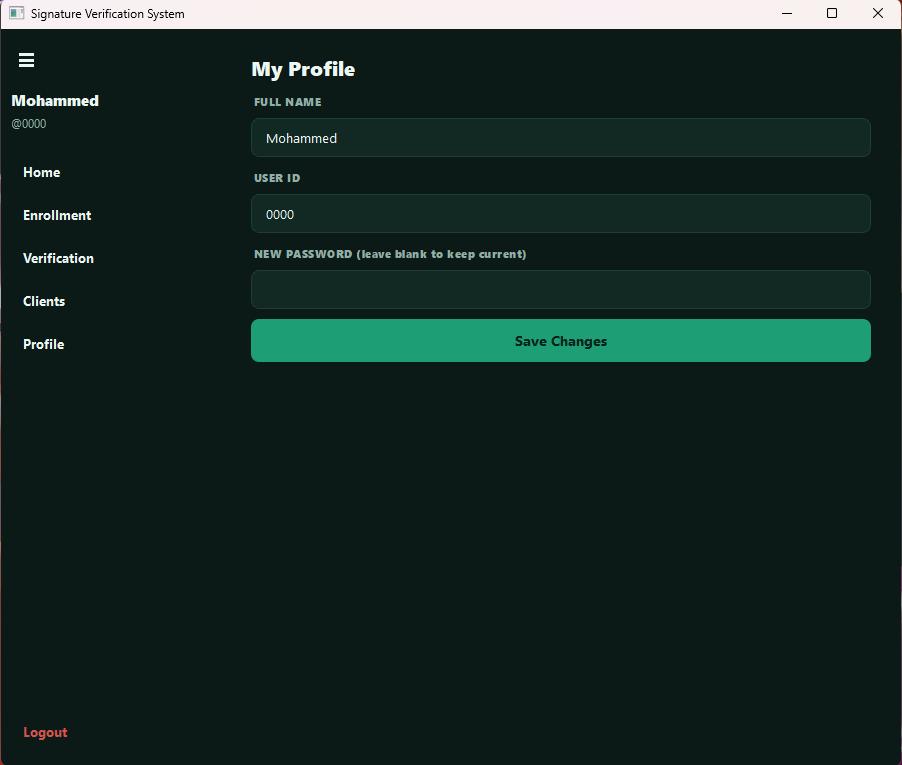 Signature Verification System
Mohammed
@0000
Home
Enrollment
Verification
Clients
Profile
Logout
My Profile
FULL NAME
Mohammed
USER ID
0000
NEW PASSWORD (leave blank to keep current)
Save Changes